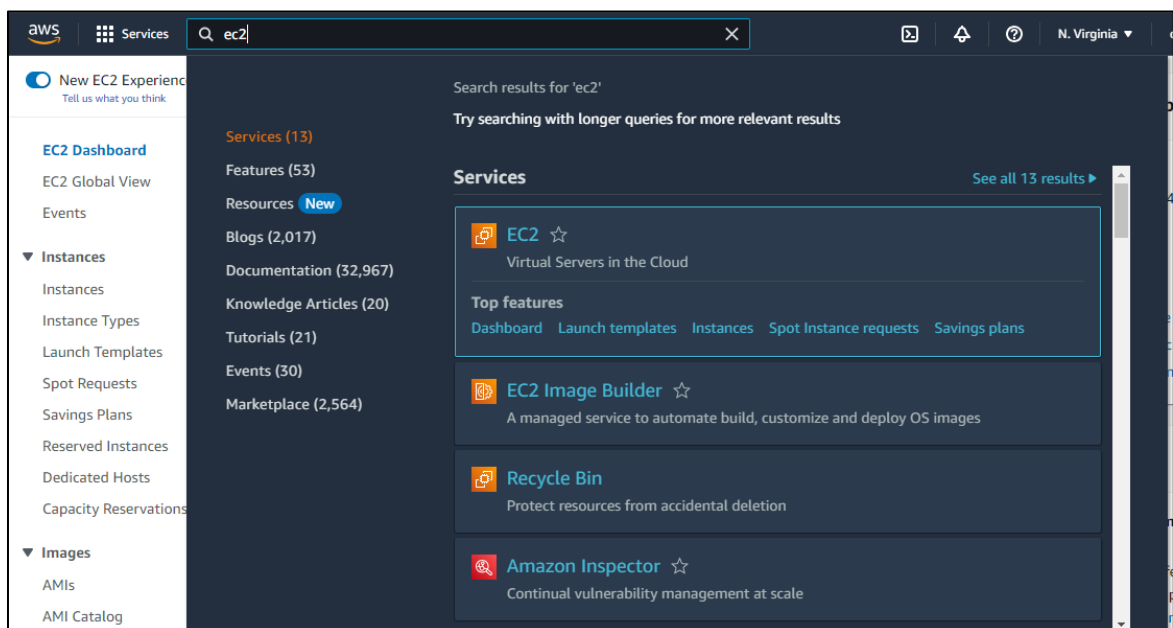 aws Services ec2 N. Virginia
New EC2 Experienc
Tell us what you think
EC2 Dashboard
EC2 Global View
Events
Instances
Instances
Instance Types
Launch Templates
Spot Requests
Savings Plans
Reserved Instances
Dedicated Hosts
Capacity Reservations
Images
AMIs
AMI Catalog
Services (13)
Features (53)
Resources New
Blogs (2,017)
Documentation (32,967)
Knowledge Articles (20)
Tutorials (21)
Events (30)
Marketplace (2,564)
Search results for 'ec2'
Try searching with longer queries for more relevant results
Services See all 13 results
EC2
Virtual Servers in the Cloud
Top features
Dashboard Launch templates Instances Spot Instance requests Savings plans
EC2 Image Builder
A managed service to automate build, customize and deploy OS images
Recycle Bin
Protect resources from accidental deletion
Amazon Inspector
Continual vulnerability management at scale